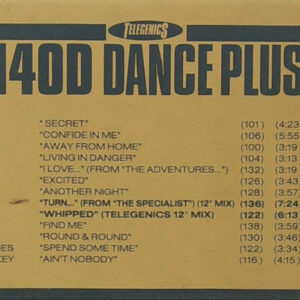 TELEGENICS
140D DANCE PLUS
"SECRET" (101) (4:23
"CONFIDE IN ME" (106) (5:55
"AWAY FROM HOME" (100) (3:19
"LIVING IN DANGER" (104) (3:13
"I LOVE..." (FROM "THE ADVENTURES...") (132) (3:19
"EXCITED" (126) (3:43
"ANOTHER NIGHT" (128) (3:57
"TURN..." (FROM "THE SPECIALIST") (12" MIX) (136) (7:24
"WHIPPED" (TELEGENICS 12" MIX) (122) (6:13
"FIND ME" (138) (3:59
"ROUND & ROUND" (130) (3:46
ES "SPEND SOME TIME" (122) (3:34
KEY "AIN'T NOBODY" (116) (4:15